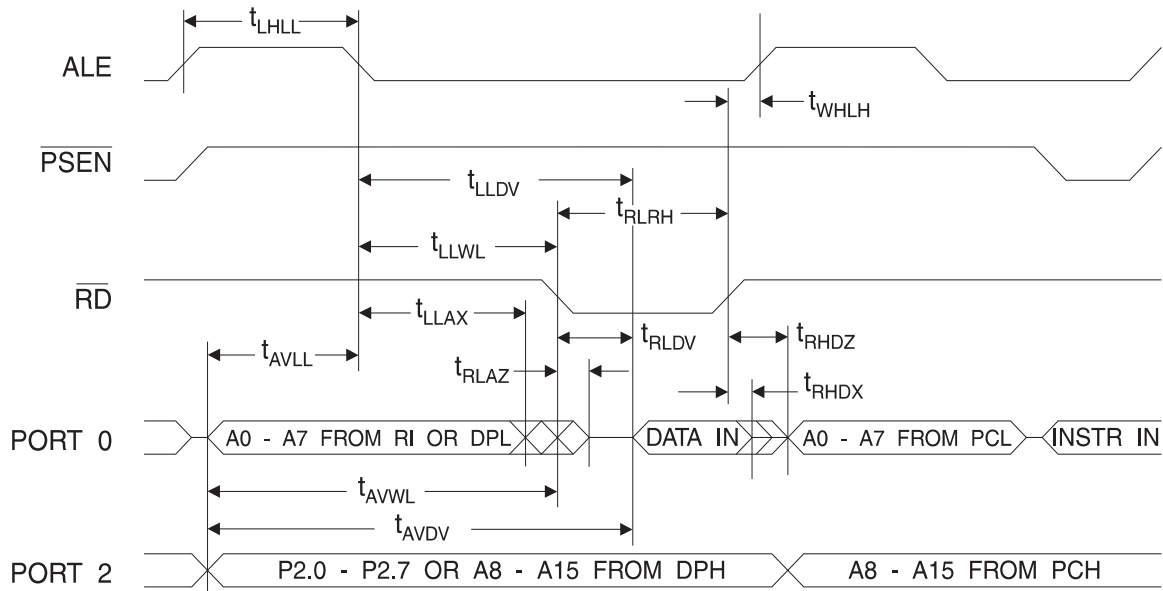 tLHLL
ALE
tWHLH
PSEN
tLLDV
tRLRH
tLLWL
RD
tLLAX
tRLDV
tRHDZ
tAVLL
tRLAZ
tRHDX
PORT 0
A0 - A7 FROM RI OR DPL
DATA IN
A0 - A7 FROM PCL
INSTR IN
tAVWL
tAVDV
PORT 2
P2.0 - P2.7 OR A8 - A15 FROM DPH
A8 - A15 FROM PCH